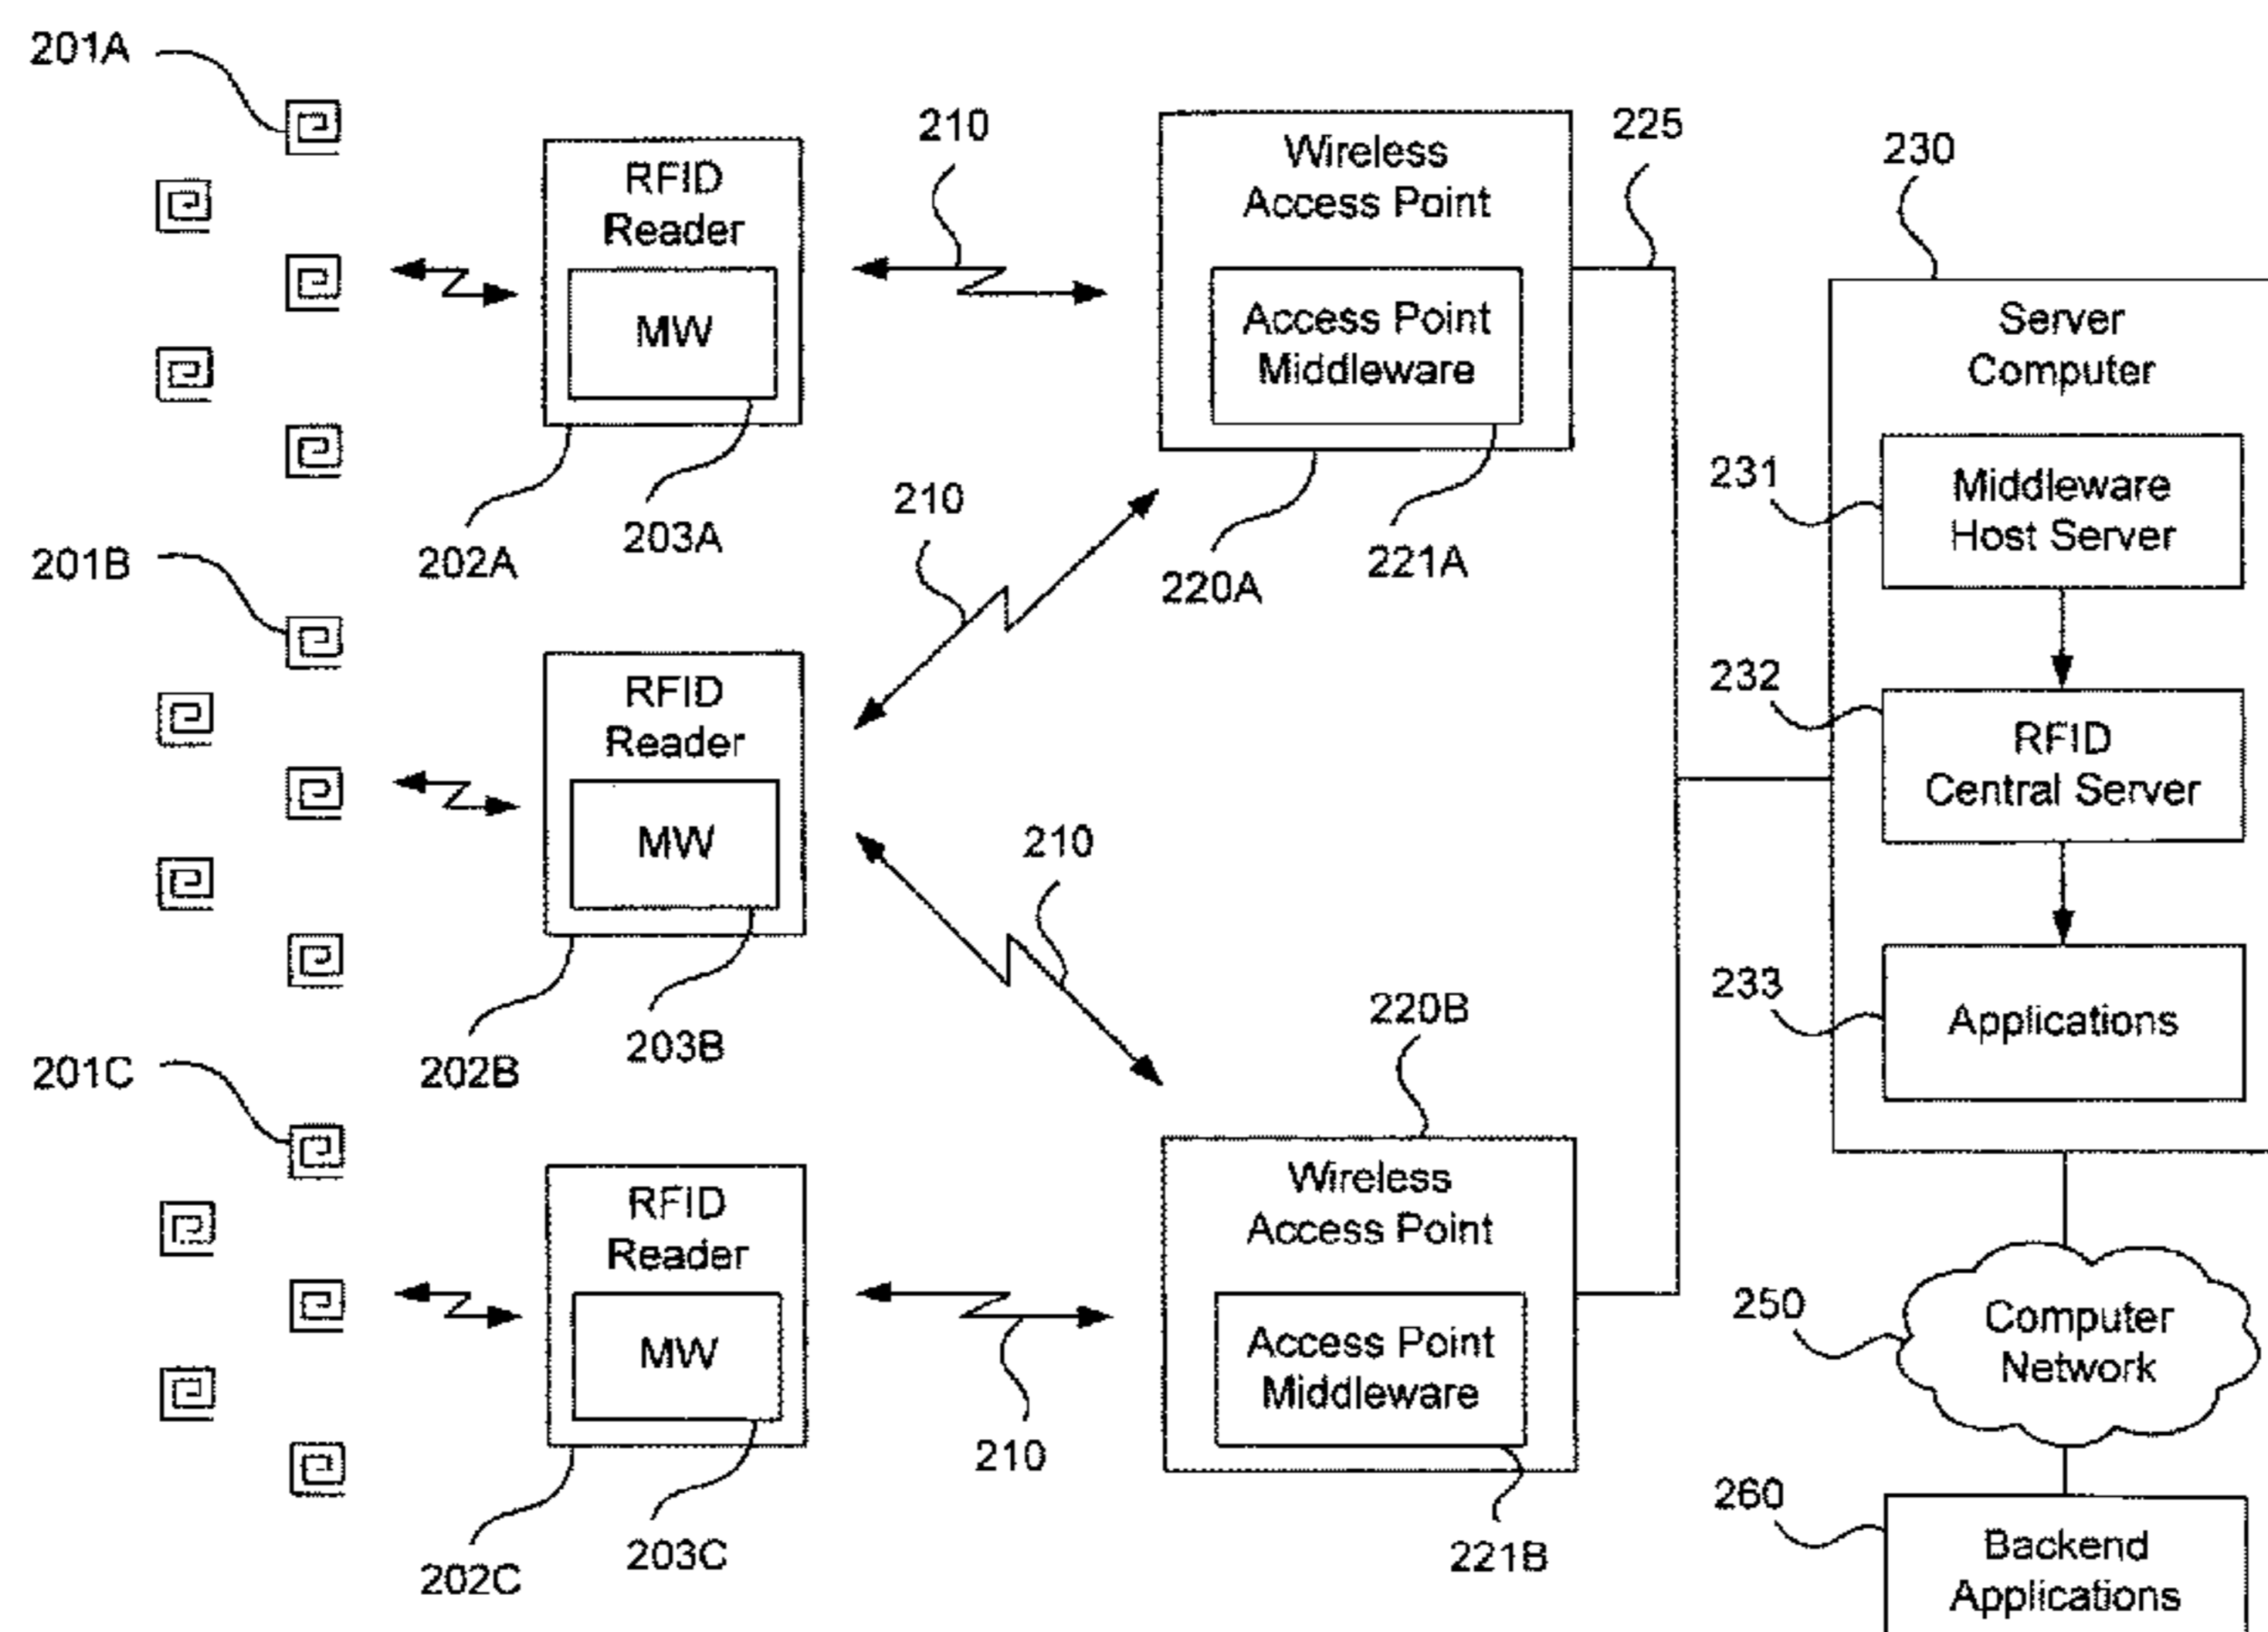 201A
RFID
Reader
MW
202A
203A
210
Wireless
Access Point
Access Point
Middleware
220A
221A
225
230
Server
Computer
231
Middleware
Host Server
232
RFID
Central Server
233
Applications
201B
RFID
Reader
MW
202B
203B
210
210
201C
RFID
Reader
MW
202C
203C
210
220B
Wireless
Access Point
Access Point
Middleware
221B
250
Computer
Network
260
Backend
Applications